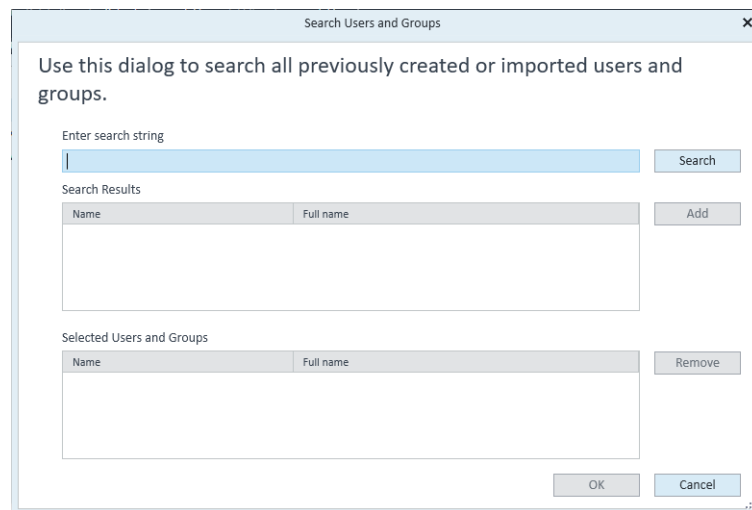 Search Users and Groups
Use this dialog to search all previously created or imported users and
groups.
Enter search string
Search
Search Results
Name Full name
Add
Selected Users and Groups
Name Full name
Remove
OK Cancel